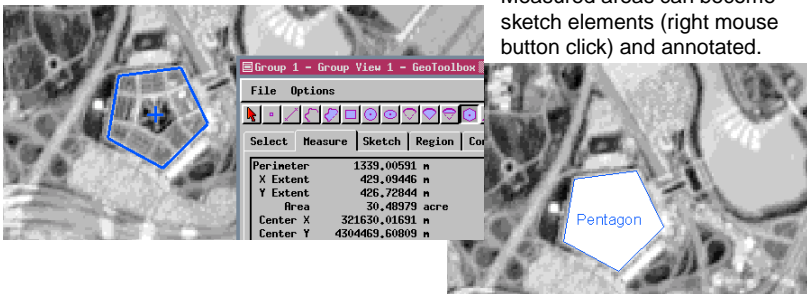 Measured areas can become
sketch elements (right mouse
button click) and annotated.
Group 1 - Group View 1 - GeoToolbox
File Options
Select Measure Sketch Region
Perimeter 1339.00591 m
X Extent 429.09446 m
Y Extent 426.72844 m
Area 30.48979 acre
Center X 321630.01691 m
Center Y 4304469.60809 m
Pentagon